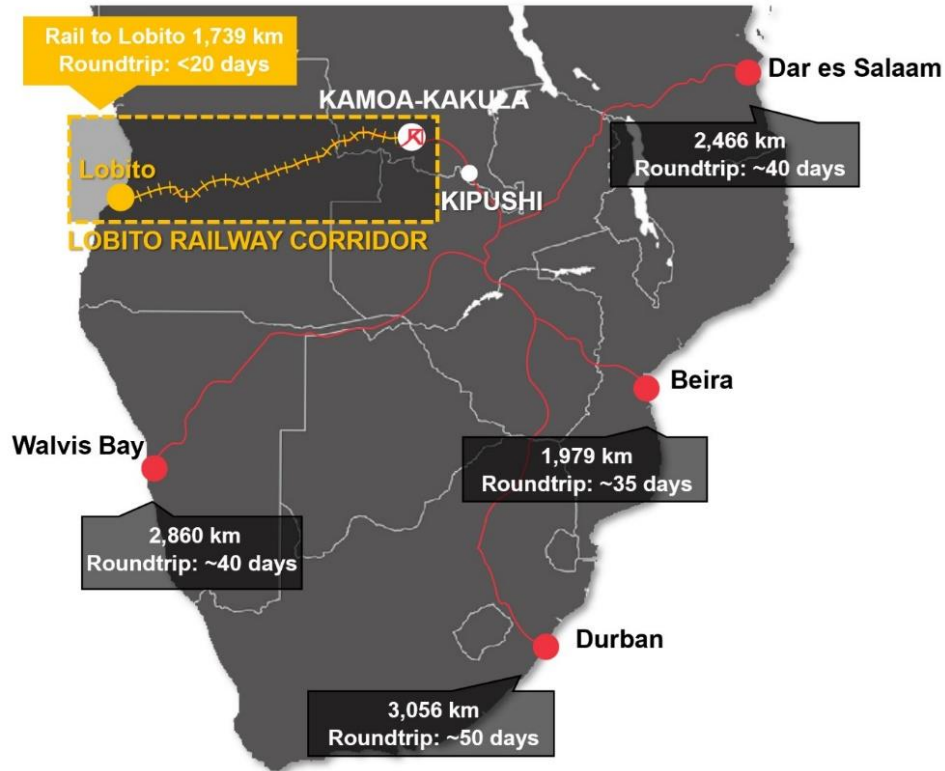 Rail to Lobito 1,739 km
Roundtrip: <20 days
Dar es Salaam
KAMOA-KAKULA
2,466 km
Roundtrip: ~40 days
Lobito
KIPUSHI
LOBITO RAILWAY CORRIDOR
Beira
Walvis Bay
1,979 km
Roundtrip: ~35 days
2,860 km
Roundtrip: ~40 days
Durban
3,056 km
Roundtrip: ~50 days